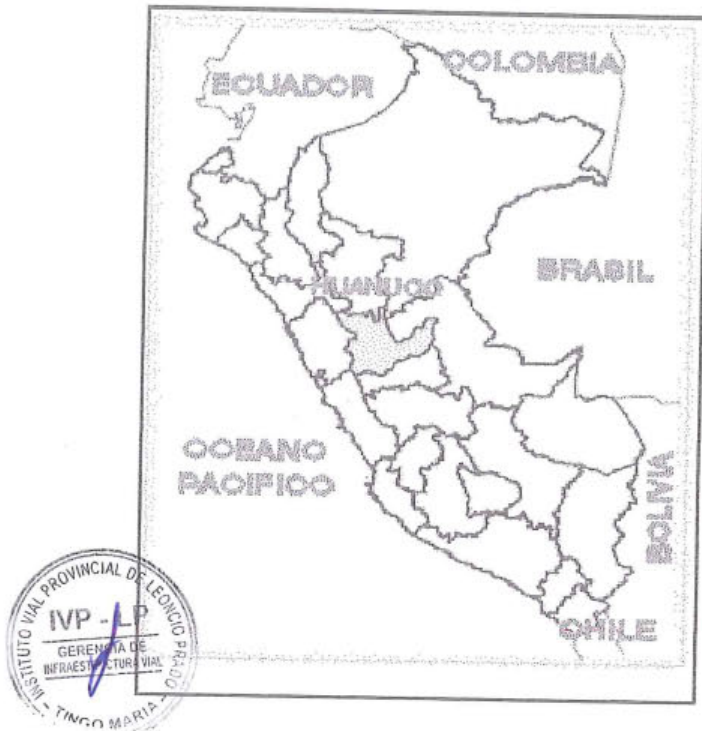 COLOMBIA
ECUADOR
BRASIL
HUANUCO
OCEANO
PACIFICO
BOLIVIA
CHILE
INSTITUTO VIAL PROVINCIAL DE LEONCIO PRADO
IVP - LP
GERENCIA DE
INFRAESTRUCTURA VIAL
- TINGO MARIA -